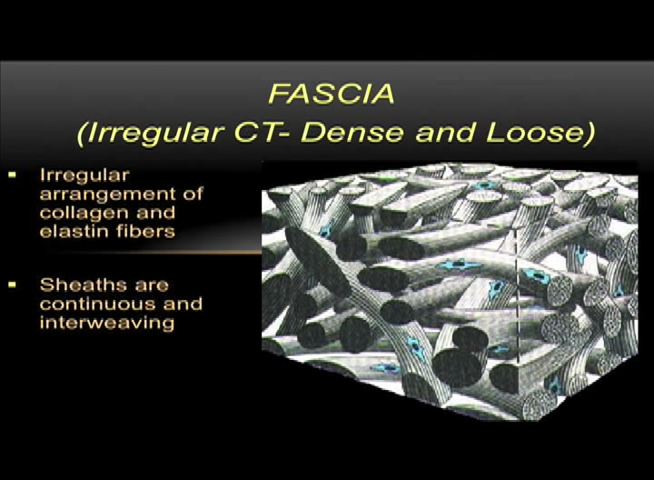 FASCIA
(Irregular CT- Dense and Loose)
Irregular
arrangement of
collagen and
elastin fibers
Sheaths are
continuous and
interweaving